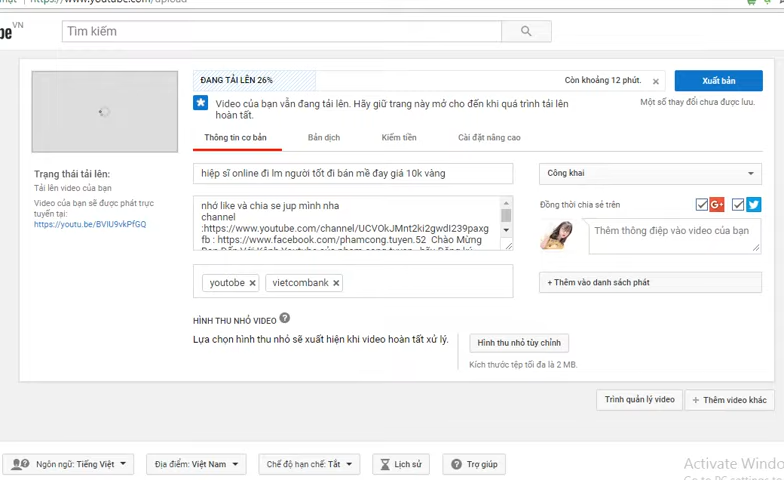 https://www.youtube.com/upload
be VN
Tìm kiếm
ĐANG TẢI LÊN 26%
Còn khoảng 12 phút.
Xuất bản
Video của bạn vẫn đang tải lên. Hãy giữ trang này mở cho đến khi quá trình tải lên
hoàn tất.
Một số thay đổi chưa được lưu.
Thông tin cơ bản
Bản dịch
Kiếm tiền
Cài đặt nâng cao
Trạng thái tải lên:
Tải lên video của bạn
Video của bạn sẽ được phát trực
tuyến tại:
https://youtu.be/BVIU9vkPfGQ
hiệp sĩ online đi lm người tốt đi bán mề đay giá 10k vàng
Công khai
nhớ like và chia se jup mình nha
channel
:https://www.youtube.com/channel/UCVOkJMnt2ki2gwdI239paxg
fb : https://www.facebook.com/phamcong.tuyen.52 Chào Mừng
Đồng thời chia sẻ trên
Thêm thông điệp vào video của bạn
youtobe
vietcombank
+ Thêm vào danh sách phát
HÌNH THU NHỎ VIDEO
Lựa chọn hình thu nhỏ sẽ xuất hiện khi video hoàn tất xử lý.
Hình thu nhỏ tùy chỉnh
Kích thước tệp tối đa là 2 MB.
Trình quản lý video
+ Thêm video khác
Ngôn ngữ: Tiếng Việt
Địa điểm: Việt Nam
Chế độ hạn chế: Tắt
Lịch sử
Trợ giúp
Activate Windo